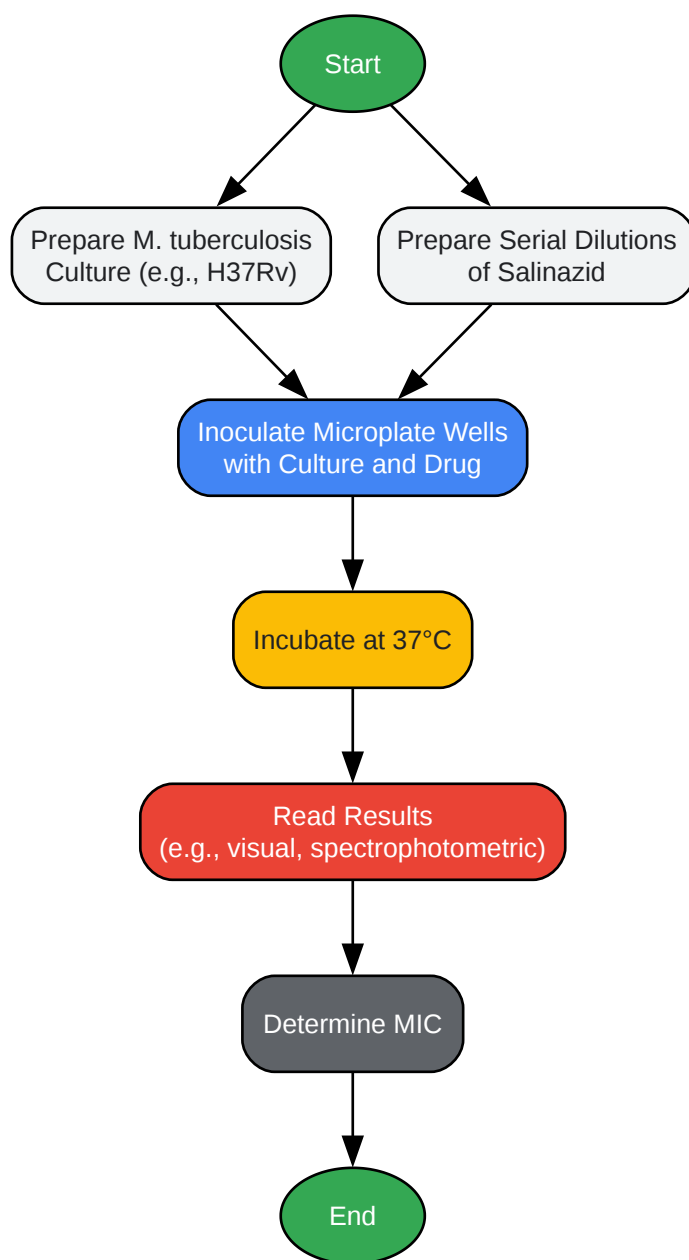 Start
Prepare M. tuberculosis
Culture (e.g., H37Rv)
Prepare Serial Dilutions
of Salinazid
Inoculate Microplate Wells
with Culture and Drug
Incubate at 37°C
Read Results
(e.g., visual, spectrophotometric)
Determine MIC
End